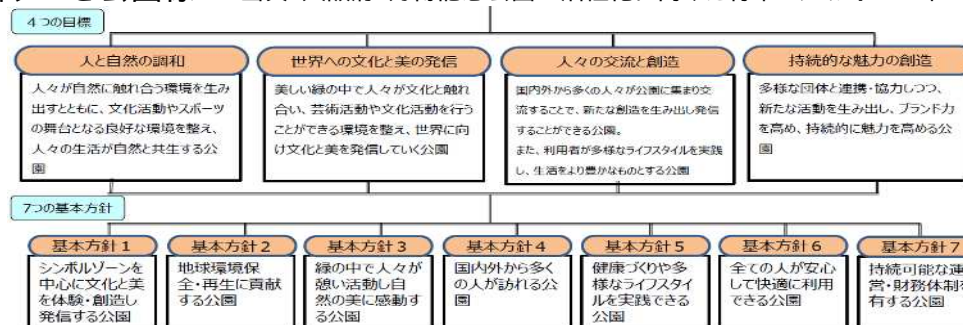 4つの目標
人と自然の調和
人々が自然に触れ合う環境を生み
出すとともに、文化活動やスポーツ
の舞台となる良好な環境を整え、
人々の生活が自然と共生する公
園
世界への文化と美の発信
美しい緑の中で人々が文化と触れ
合い、芸術活動や文化活動を行う
ことができる環境を整え、世界に向
け文化と美を発信していく公園
人々の交流と創造
国内外から多くの人々が公園に集まり交
流することで、新たな創造を生み出し発信
することができる公園。
また、利用者が多様なライフスタイルを実践
し、生活をより豊かなものとする公園
持続的な魅力の創造
多様な団体と連携・協力しつつ、
新たな活動を生み出し、ブランド力
を高め、持続的に魅力を高める公
園
7つの基本方針
基本方針1
シンボルゾーンを
中心に文化と美
を体験・創造し
発信する公園
基本方針2
地球環境保
全・再生に貢献
する公園
基本方針3
緑の中で人々が
憩い活動し自
然の美に感動す
る公園
基本方針4
国内外から多く
の人が訪れる公
園
基本方針5
健康づくりや多
様なライフスタイ
ルを実践できる
公園
基本方針6
全ての人が安心
して快適に利用
できる公園
基本方針7
持続可能な運
営・財務体制を
有する公園